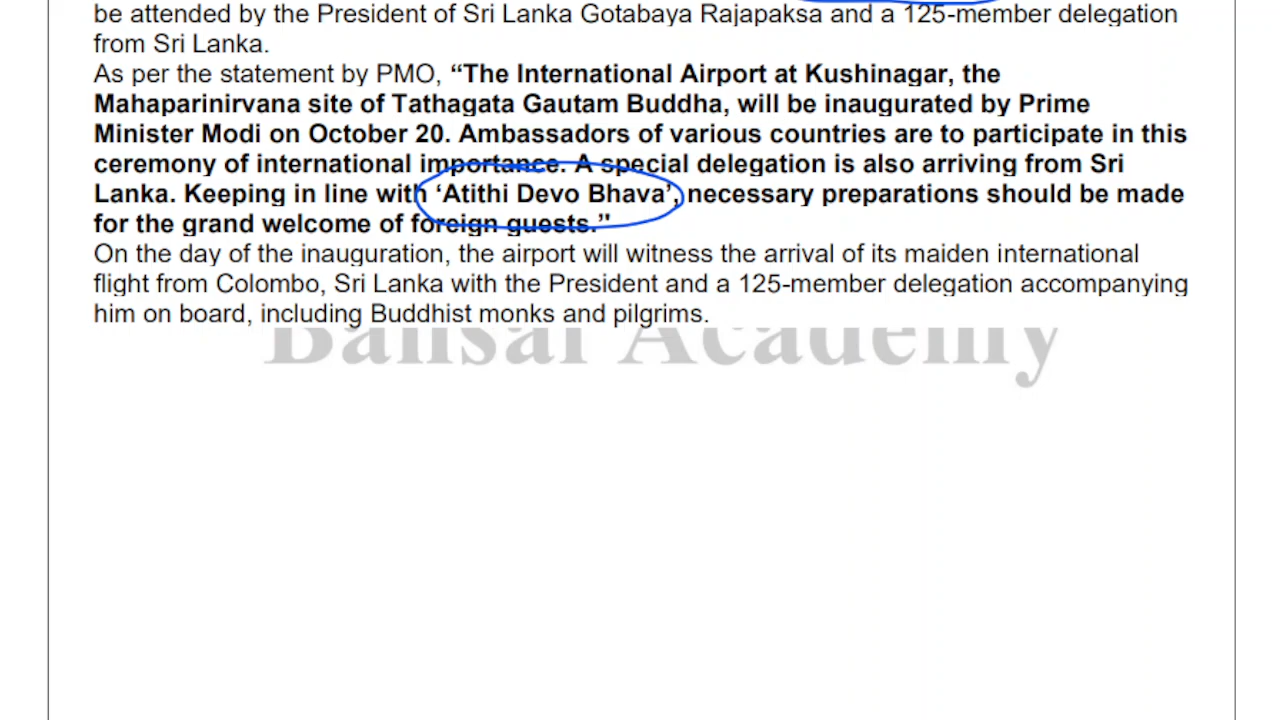 be attended by the President of Sri Lanka Gotabaya Rajapaksa and a 125-member delegation
from Sri Lanka.
As per the statement by PMO, “The International Airport at Kushinagar, the
Mahaparinirvana site of Tathagata Gautam Buddha, will be inaugurated by Prime
Minister Modi on October 20. Ambassadors of various countries are to participate in this
ceremony of international importance. A special delegation is also arriving from Sri
Lanka. Keeping in line with ‘Atithi Devo Bhava’, necessary preparations should be made
for the grand welcome of foreign guests.”
On the day of the inauguration, the airport will witness the arrival of its maiden international
flight from Colombo, Sri Lanka with the President and a 125-member delegation accompanying
him on board, including Buddhist monks and pilgrims.
Bansal Academy